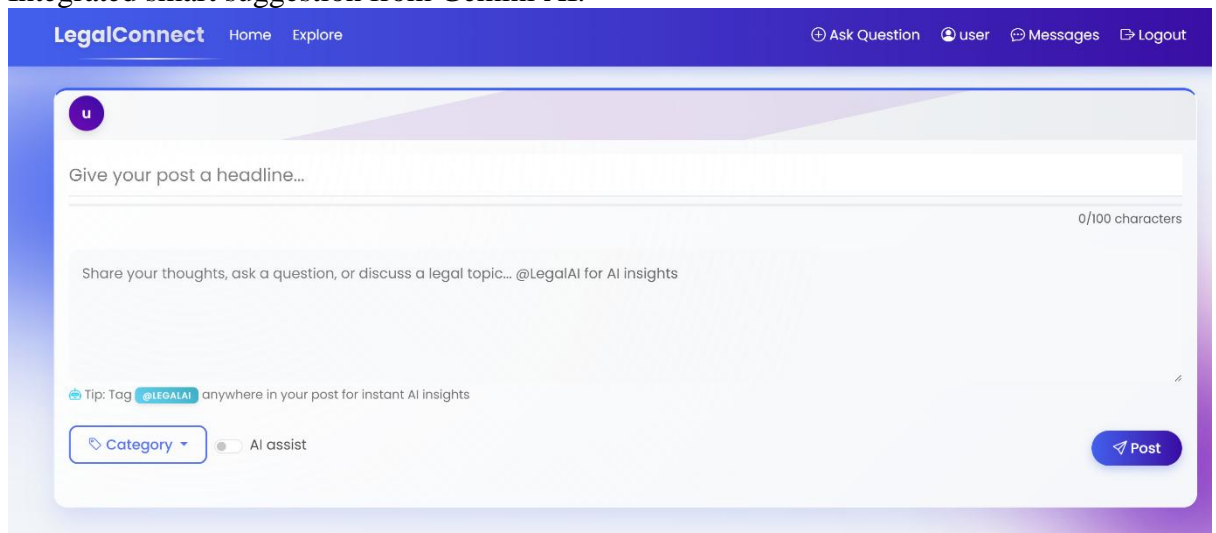 Integrated smart suggestion from Gemini AI.
LegalConnect Home Explore Ask Question user Messages Logout
u
Give your post a headline...
0/100 characters
Share your thoughts, ask a question, or discuss a legal topic... @LegalAI for AI insights
Tip: Tag @LEGALAI anywhere in your post for instant AI insights
Category AI assist Post